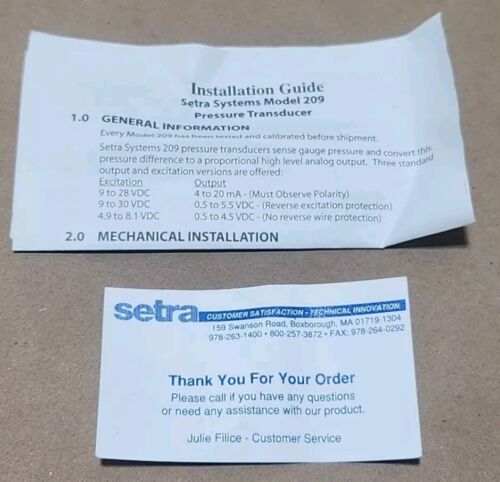 Installation Guide
Setra Systems Model 209
Pressure Transducer
1.0 GENERAL INFORMATION
Every Model 209 has been tested and calibrated before shipment.
Setra Systems 209 pressure transducers sense gauge pressure and convert this
pressure difference to a proportional high level analog output. Three standard
output and excitation versions are offered:
Excitation Output
9 to 28 VDC 4 to 20 mA - (Must Observe Polarity)
9 to 30 VDC 0.5 to 5.5 VDC - (Reverse excitation protection)
4.9 to 8.1 VDC 0.5 to 4.5 VDC - (No reverse wire protection)
2.0 MECHANICAL INSTALLATION
setra CUSTOMER SATISFACTION - TECHNICAL INNOVATION
159 Swanson Road, Boxborough, MA 01719-1304
978-263-1400 • 800-257-3872 • FAX: 978-264-0292
Thank You For Your Order
Please call if you have any questions
or need any assistance with our product.
Julie Filice - Customer Service